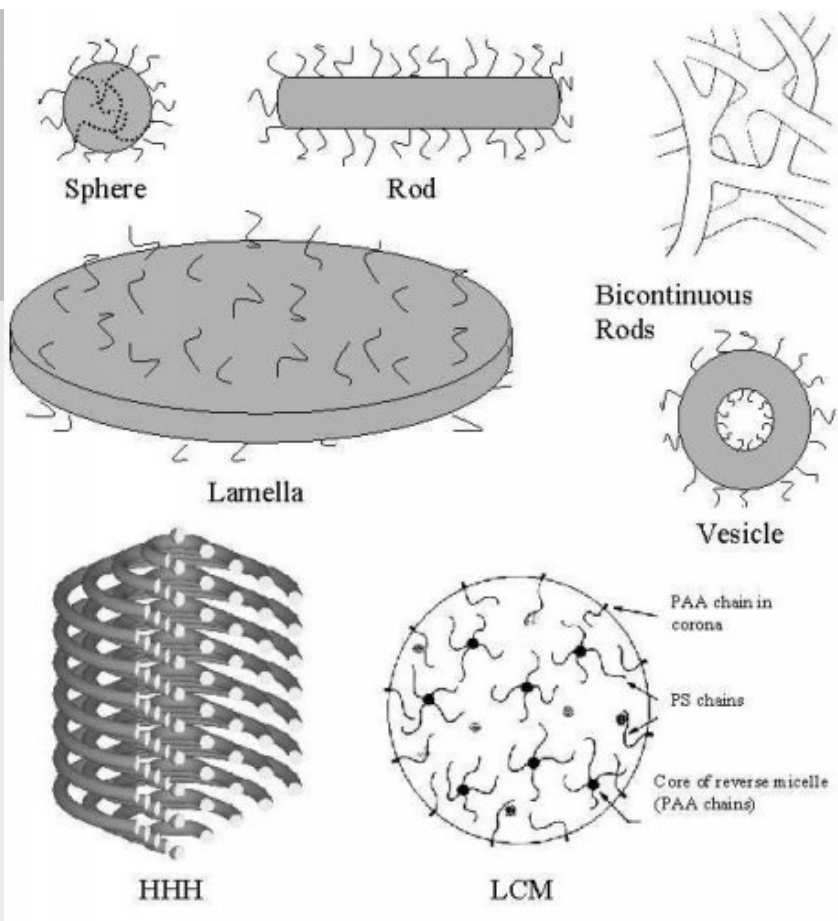 Sphere
Rod
Bicontinuous
Rods
Lamella
Vesicle
PAA chain in
corona
PS chains
Core of reverse micelle
(PAA chains)
HHH
LCM